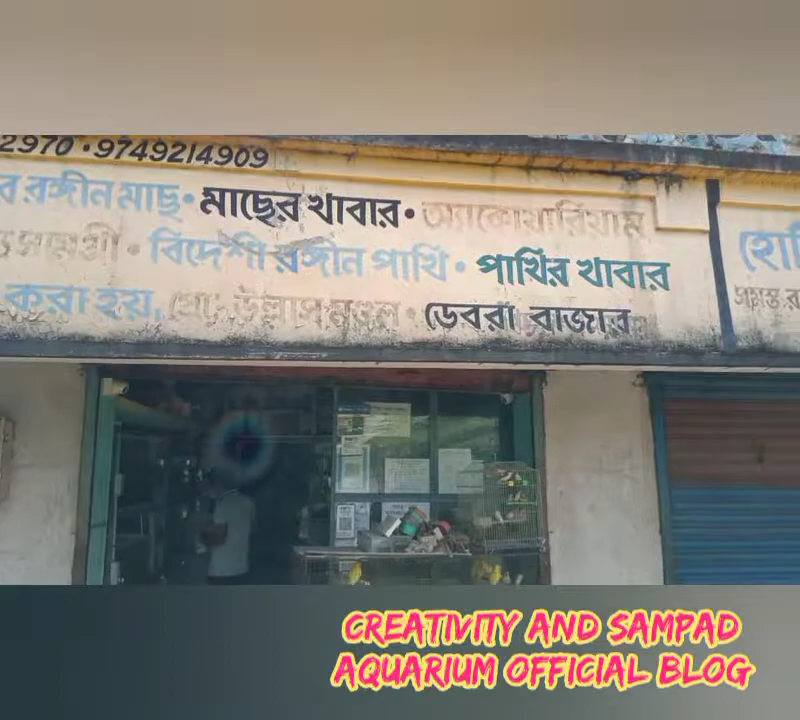 2970 · 9749214909
রঙ্গীন মাছ • মাছের খাবার • অ্যাকোয়ারিয়াম
বিদেশী রঙ্গীন পাখি • পাখির খাবার
করা হয়, প্রোঃ উল্লাস মণ্ডল • ডেবরা বাজার
CREATIVITY AND SAMPAD
AQUARIUM OFFICIAL BLOG